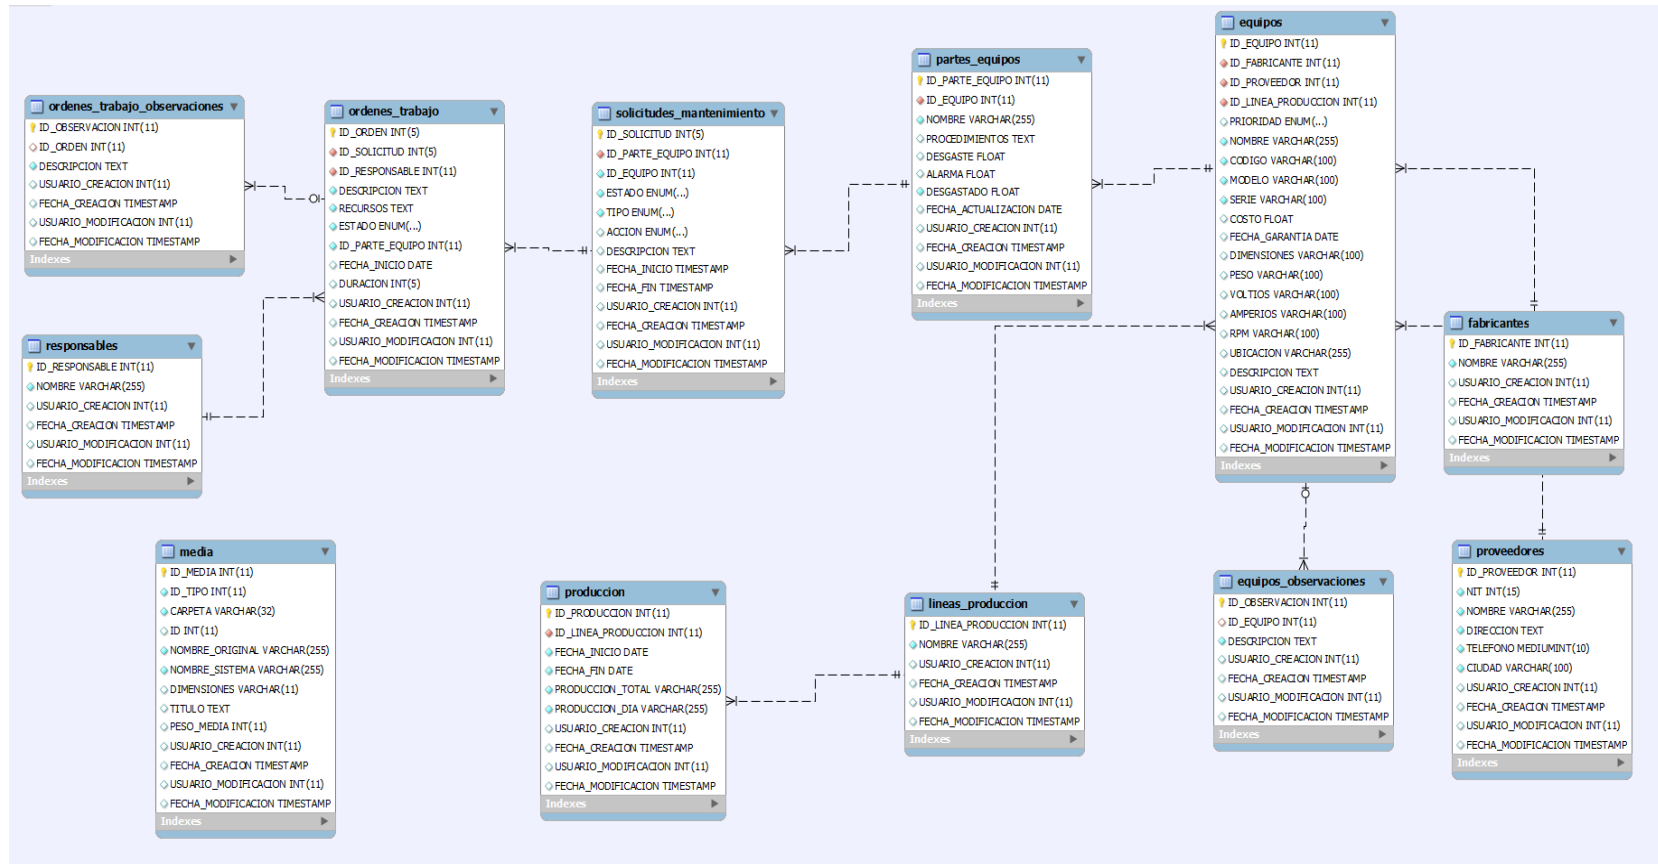 ordenes_trabajo_observaciones
ID_OBSERVACION INT(11)
ID_ORDEN INT(11)
DESCRIPCION TEXT
USUARIO_CREACION INT(11)
FECHA_CREACION TIMESTAMP
USUARIO_MODIFICACION INT(11)
FECHA_MODIFICACION TIMESTAMP
Indexes
responsables
ID_RESPONSABLE INT(11)
NOMBRE VARCHAR(255)
USUARIO_CREACION INT(11)
FECHA_CREACION TIMESTAMP
USUARIO_MODIFICACION INT(11)
FECHA_MODIFICACION TIMESTAMP
Indexes
ordenes_trabajo
ID_ORDEN INT(5)
ID_SOLICITUD INT(5)
ID_RESPONSABLE INT(11)
DESCRIPCION TEXT
RECURSOS TEXT
ESTADO ENUM(...)
ID_PARTE_EQUIPO INT(11)
FECHA_INICIO DATE
DURACION INT(5)
USUARIO_CREACION INT(11)
FECHA_CREACION TIMESTAMP
USUARIO_MODIFICACION INT(11)
FECHA_MODIFICACION TIMESTAMP
Indexes
solicitudes_mantenimiento
ID_SOLICITUD INT(5)
ID_PARTE_EQUIPO INT(11)
ID_EQUIPO INT(11)
ESTADO ENUM(...)
TIPO ENUM(...)
ACCION ENUM(...)
DESCRIPCION TEXT
FECHA_INICIO TIMESTAMP
FECHA_FIN TIMESTAMP
USUARIO_CREACION INT(11)
FECHA_CREACION TIMESTAMP
USUARIO_MODIFICACION INT(11)
FECHA_MODIFICACION TIMESTAMP
Indexes
partes_equipos
ID_PARTE_EQUIPO INT(11)
ID_EQUIPO INT(11)
NOMBRE VARCHAR(255)
PROCEDIMIENTOS TEXT
DESGASTE FLOAT
ALARMA FLOAT
DESGASTADO FLOAT
FECHA_ACTUALIZACION DATE
USUARIO_CREACION INT(11)
FECHA_CREACION TIMESTAMP
USUARIO_MODIFICACION INT(11)
FECHA_MODIFICACION TIMESTAMP
Indexes
equipos
ID_EQUIPO INT(11)
ID_FABRICANTE INT(11)
ID_PROVEEDOR INT(11)
ID_LINEA_PRODUCCION INT(11)
PRIORIDAD ENUM(...)
NOMBRE VARCHAR(255)
CODIGO VARCHAR(100)
MODELO VARCHAR(100)
SERIE VARCHAR(100)
COSTO FLOAT
FECHA_GARANTIA DATE
DIMENSIONES VARCHAR(100)
PESO VARCHAR(100)
VOLTIOS VARCHAR(100)
AMPERIOS VARCHAR(100)
RPM VARCHAR(100)
UBICACION VARCHAR(255)
DESCRIPCION TEXT
USUARIO_CREACION INT(11)
FECHA_CREACION TIMESTAMP
USUARIO_MODIFICACION INT(11)
FECHA_MODIFICACION TIMESTAMP
Indexes
fabricantes
ID_FABRICANTE INT(11)
NOMBRE VARCHAR(255)
USUARIO_CREACION INT(11)
FECHA_CREACION TIMESTAMP
USUARIO_MODIFICACION INT(11)
FECHA_MODIFICACION TIMESTAMP
Indexes
media
ID_MEDIA INT(11)
ID_TIPO INT(11)
CARPETA VARCHAR(32)
ID INT(11)
NOMBRE_ORIGINAL VARCHAR(255)
NOMBRE_SISTEMA VARCHAR(255)
DIMENSIONES VARCHAR(11)
TITULO TEXT
PESO_MEDIA INT(11)
USUARIO_CREACION INT(11)
FECHA_CREACION TIMESTAMP
USUARIO_MODIFICACION INT(11)
FECHA_MODIFICACION TIMESTAMP
Indexes
produccion
ID_PRODUCCION INT(11)
ID_LINEA_PRODUCCION INT(11)
FECHA_INICIO DATE
FECHA_FIN DATE
PRODUCCION_TOTAL VARCHAR(255)
PRODUCCION_DIA VARCHAR(255)
USUARIO_CREACION INT(11)
FECHA_CREACION TIMESTAMP
USUARIO_MODIFICACION INT(11)
FECHA_MODIFICACION TIMESTAMP
Indexes
lineas_produccion
ID_LINEA_PRODUCCION INT(11)
NOMBRE VARCHAR(255)
USUARIO_CREACION INT(11)
FECHA_CREACION TIMESTAMP
USUARIO_MODIFICACION INT(11)
FECHA_MODIFICACION TIMESTAMP
Indexes
equipos_observaciones
ID_OBSERVACION INT(11)
ID_EQUIPO INT(11)
DESCRIPCION TEXT
USUARIO_CREACION INT(11)
FECHA_CREACION TIMESTAMP
USUARIO_MODIFICACION INT(11)
FECHA_MODIFICACION TIMESTAMP
Indexes
proveedores
ID_PROVEEDOR INT(11)
NIT INT(15)
NOMBRE VARCHAR(255)
DIRECCION TEXT
TELEFONO MEDIUMINT(10)
CIUDAD VARCHAR(100)
USUARIO_CREACION INT(11)
FECHA_CREACION TIMESTAMP
USUARIO_MODIFICACION INT(11)
FECHA_MODIFICACION TIMESTAMP
Indexes